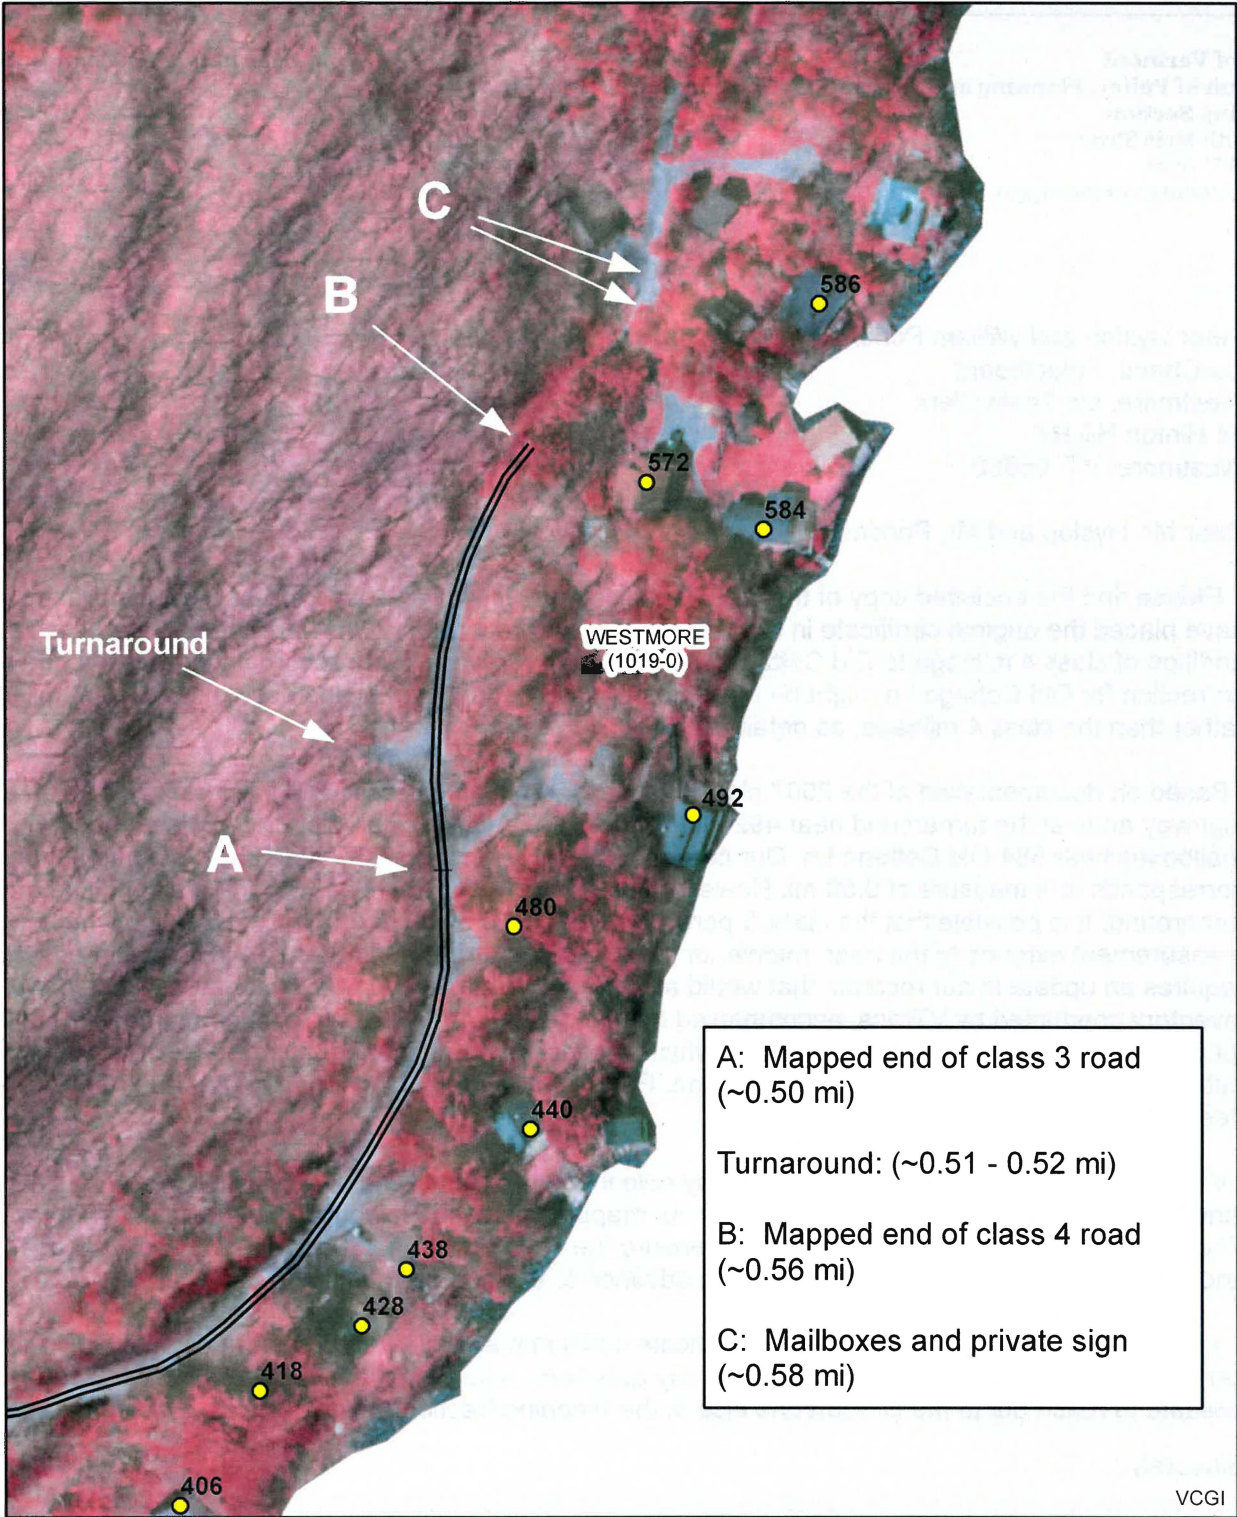 C
B
586
572
584
Turnaround
WESTMORE
(1019-0)
492
A
480
A: Mapped end of class 3 road
(~0.50 mi)
Turnaround: (~0.51 - 0.52 mi)
B: Mapped end of class 4 road
(~0.56 mi)
C: Mailboxes and private sign
(~0.58 mi)
440
438
428
418
406
VCGI